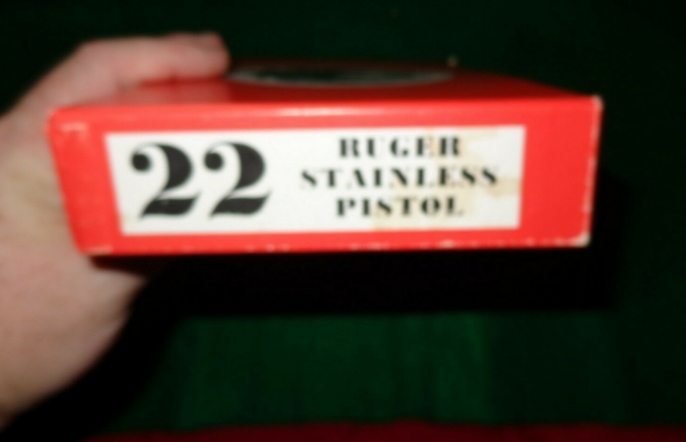 22
RUGER
STAINLESS
PISTOL